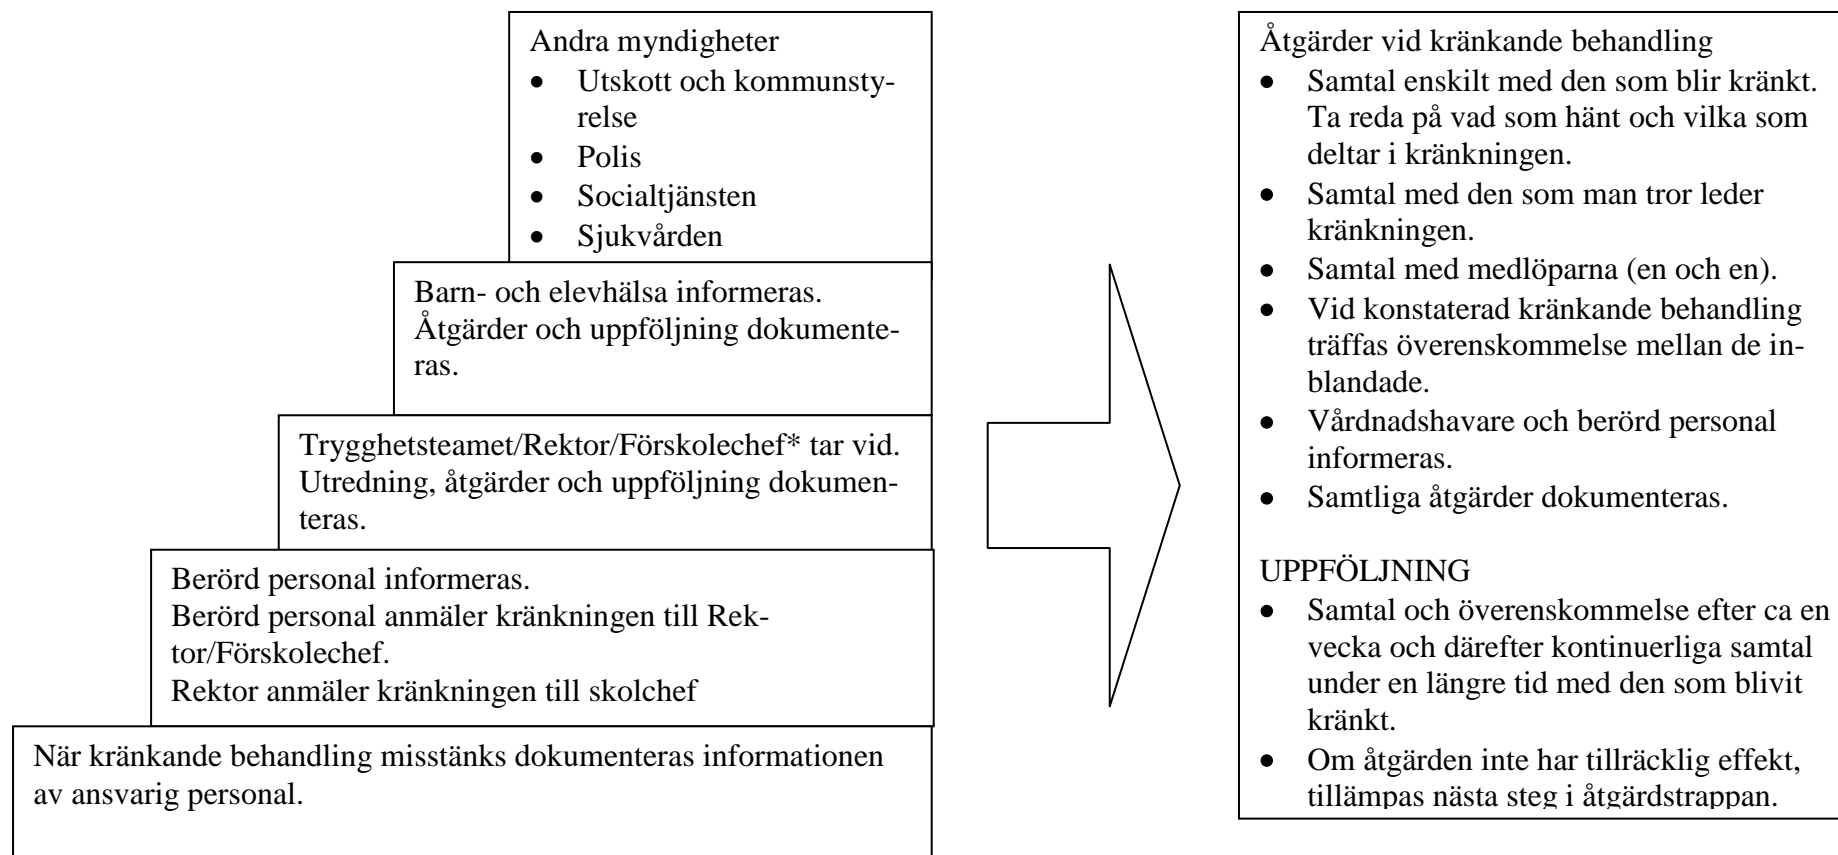 Andra myndigheter
• Utskott och kommunsty-
relse
• Polis
• Socialtjänsten
• Sjukvården
Barn- och elevhälsa informeras.
Åtgärder och uppföljning dokumente-
ras.
Trygghetsteamet/Rektor/Förskolechef* tar vid.
Utredning, åtgärder och uppföljning dokumen-
teras.
Berörd personal informeras.
Berörd personal anmäler kränkningen till Rek-
tor/Förskolechef.
Rektor anmäler kränkningen till skolchef
När kränkande behandling misstänks dokumenteras informationen
av ansvarig personal.
Åtgärder vid kränkande behandling
• Samtal enskilt med den som blir kränkt.
Ta reda på vad som hänt och vilka som
deltar i kränkningen.
• Samtal med den som man tror leder
kränkningen.
• Samtal med medlöparna (en och en).
• Vid konstaterad kränkande behandling
träffas överenskommelse mellan de in-
blandade.
• Vårdnadshavare och berörd personal
informeras.
• Samtliga åtgärder dokumenteras.
UPPFÖLJNING
• Samtal och överenskommelse efter ca en
vecka och därefter kontinuerliga samtal
under en längre tid med den som blivit
kränkt.
• Om åtgärden inte har tillräcklig effekt,
tillämpas nästa steg i åtgärdstrappan.